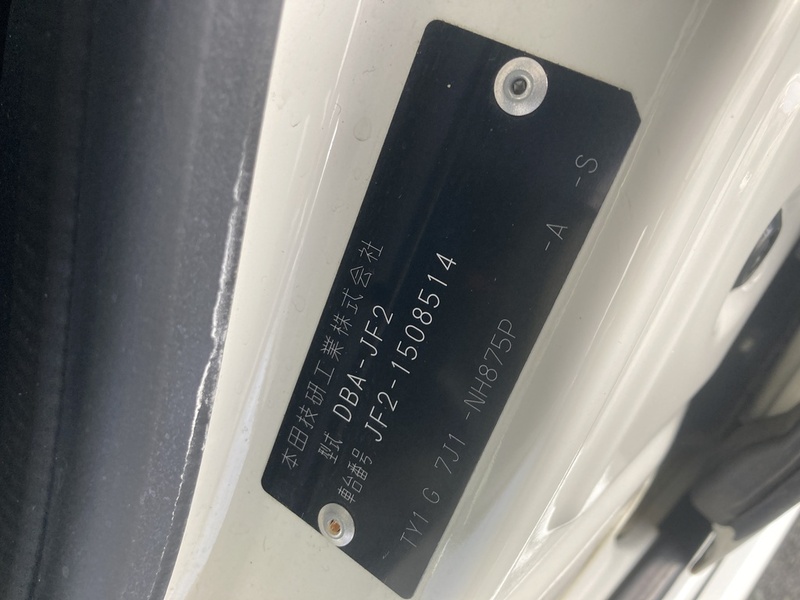 本田技研工業株式会社
型式 DBA-JF2
車台番号 JF2-1508514
TY1 G 7J1 -NH875P -A -S